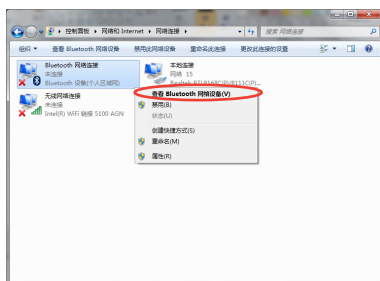 控制面板 ▸ 网络和 Internet ▸ 网络连接 ▸
搜索 网络连接
组织 ▼ 查看 Bluetooth 网络设备 禁用此网络设备 重命名此连接 更改此连接的设置
Bluetooth 网络连接
未连接
Bluetooth 设备(个人区域网)
本地连接
网络 15
Realtek RTL8168C(P)/8111C(P)...
无线网络连接
未连接
Intel(R) WiFi 链接 5100 AGN
查看 Bluetooth 网络设备(V)
禁用(B)
状态(U)
创建快捷方式(S)
重命名(M)
属性(R)